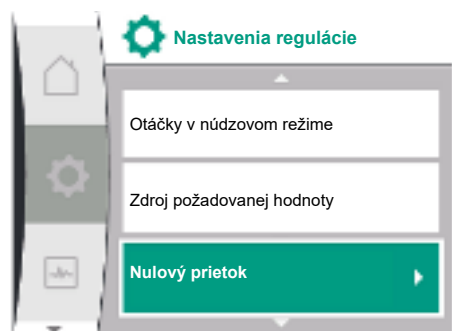 Nastavenia regulácie
Otáčky v núdzovom režime
Zdroj požadovanej hodnoty
Nulový prietok